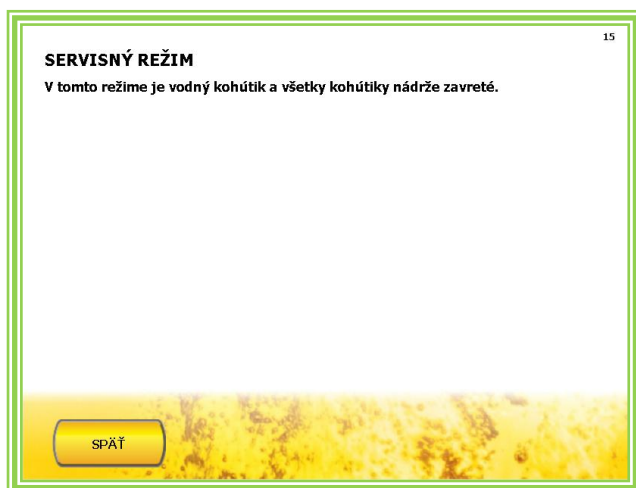 15
SERVISNÝ REŽIM
V tomto režime je vodný kohútik a všetky kohútiky nádrže zavreté.
SPÄŤ